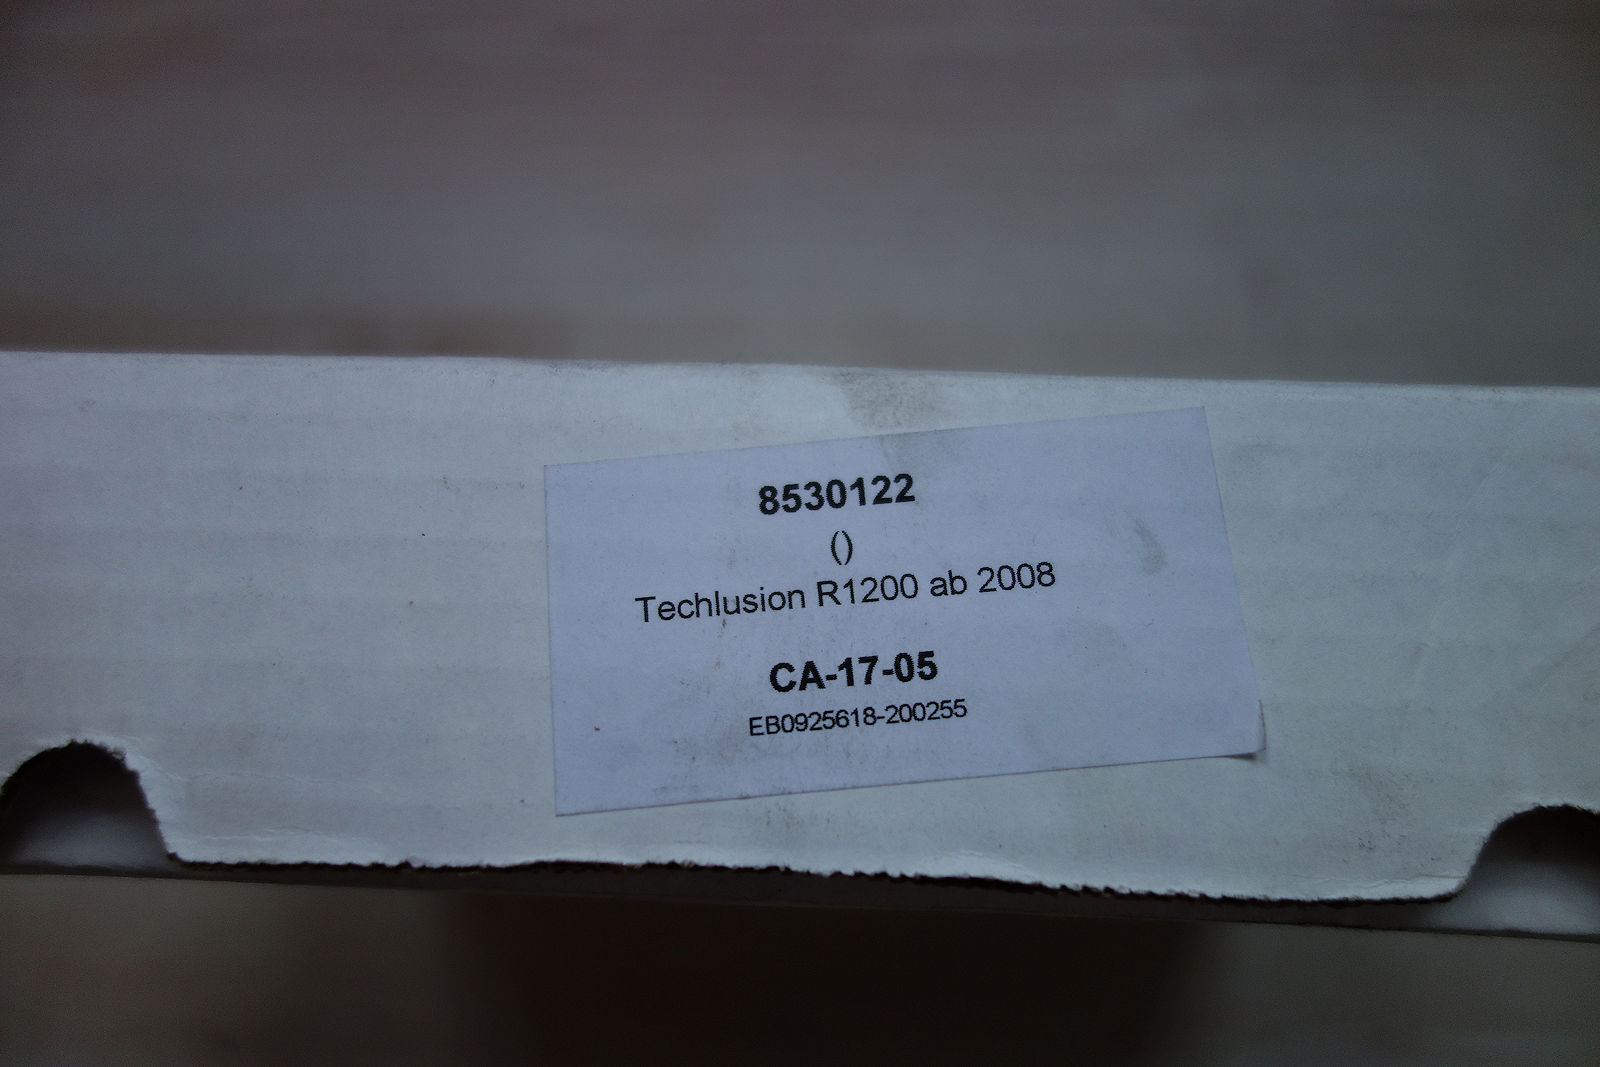 8530122
()
Techlusion R1200 ab 2008
CA-17-05
EB0925618-200255